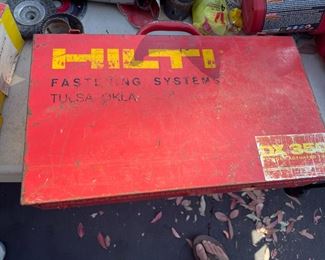 HILTI
FASTENING SYSTEMS
TULSA OKLA.
DX 350